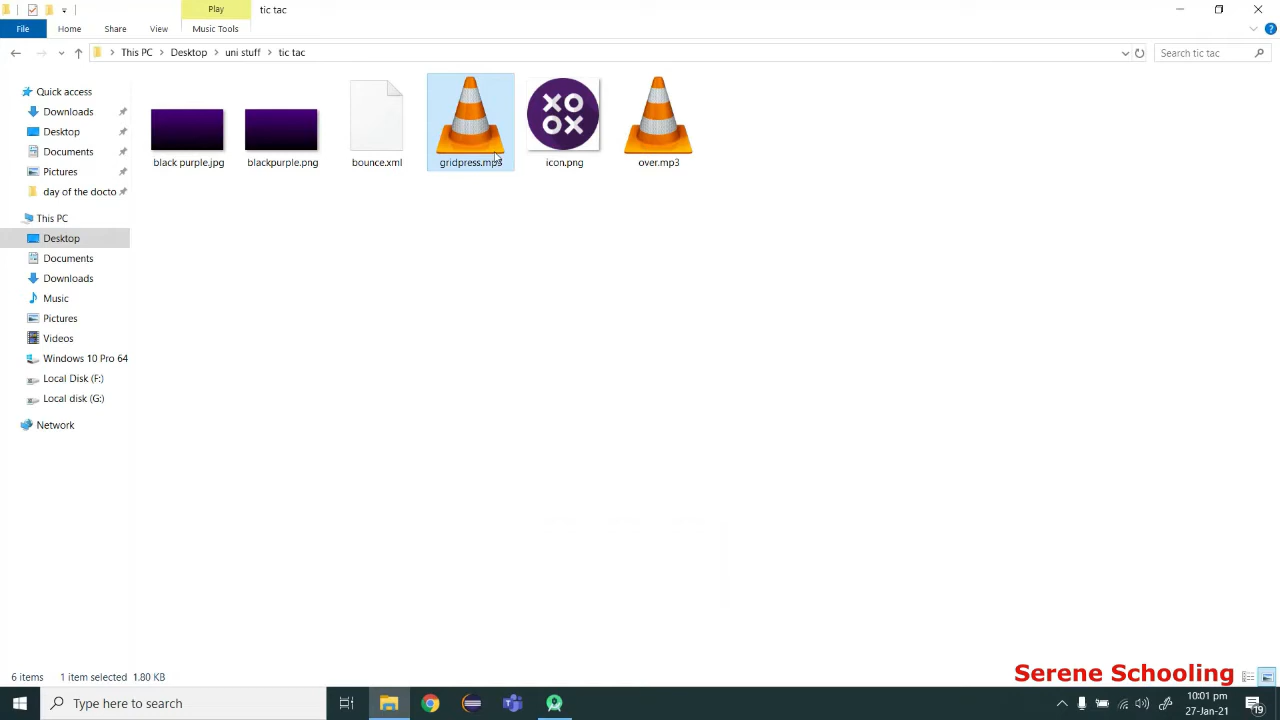 Play
tic tac
File
Home
Share
View
Music Tools
This PC
Desktop
uni stuff
tic tac
Search tic tac
Quick access
Downloads
Desktop
Documents
Pictures
day of the docto
This PC
Desktop
Documents
Downloads
Music
Pictures
Videos
Windows 10 Pro 64
Local Disk (F:)
Local disk (G:)
Network
XO
OX
black purple.jpg
blackpurple.png
bounce.xml
gridpress.mp3
icon.png
over.mp3
6 items
1 item selected 1.80 KB
Serene Schooling
Type here to search
10:01 pm
27-Jan-21
19